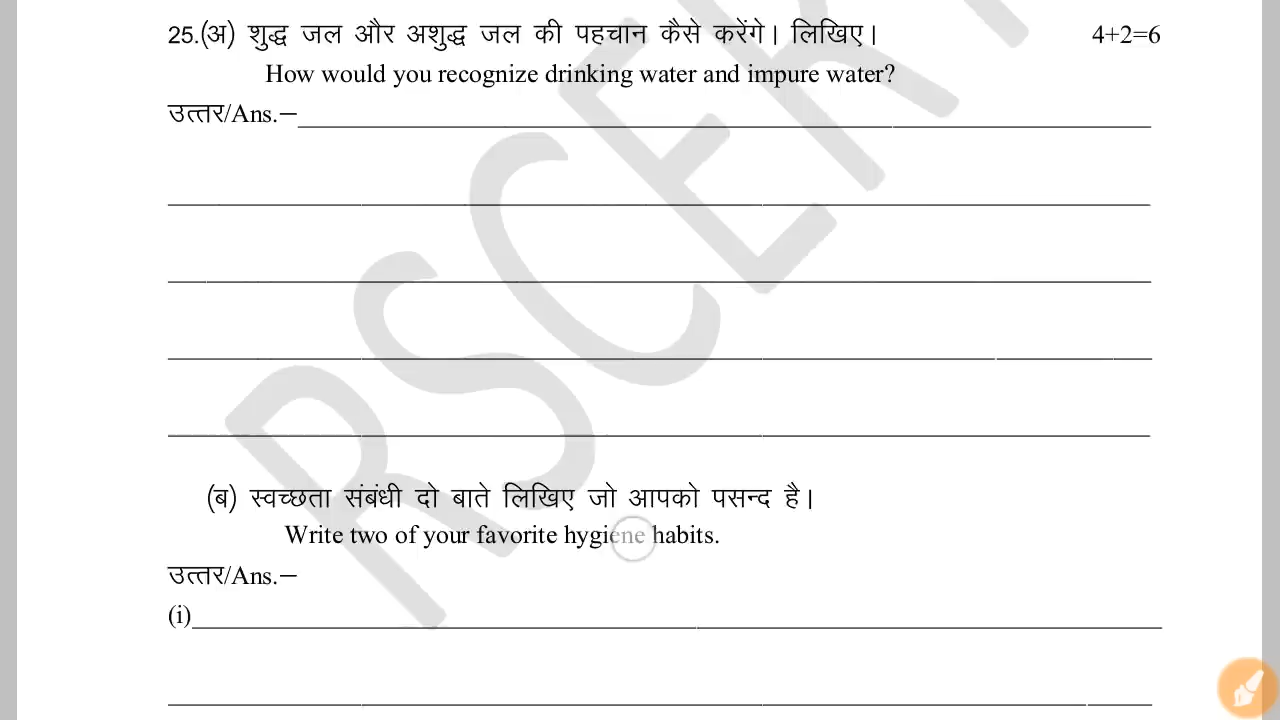 25.(अ) शुद्ध जल और अशुद्ध जल की पहचान कैसे करेंगे। लिखिए। 4+2=6
How would you recognize drinking water and impure water?
उत्तर/Ans.–
(ब) स्वच्छता संबंधी दो बाते लिखिए जो आपको पसन्द है।
Write two of your favorite hygiene habits.
उत्तर/Ans.–
(i)
RSCERT